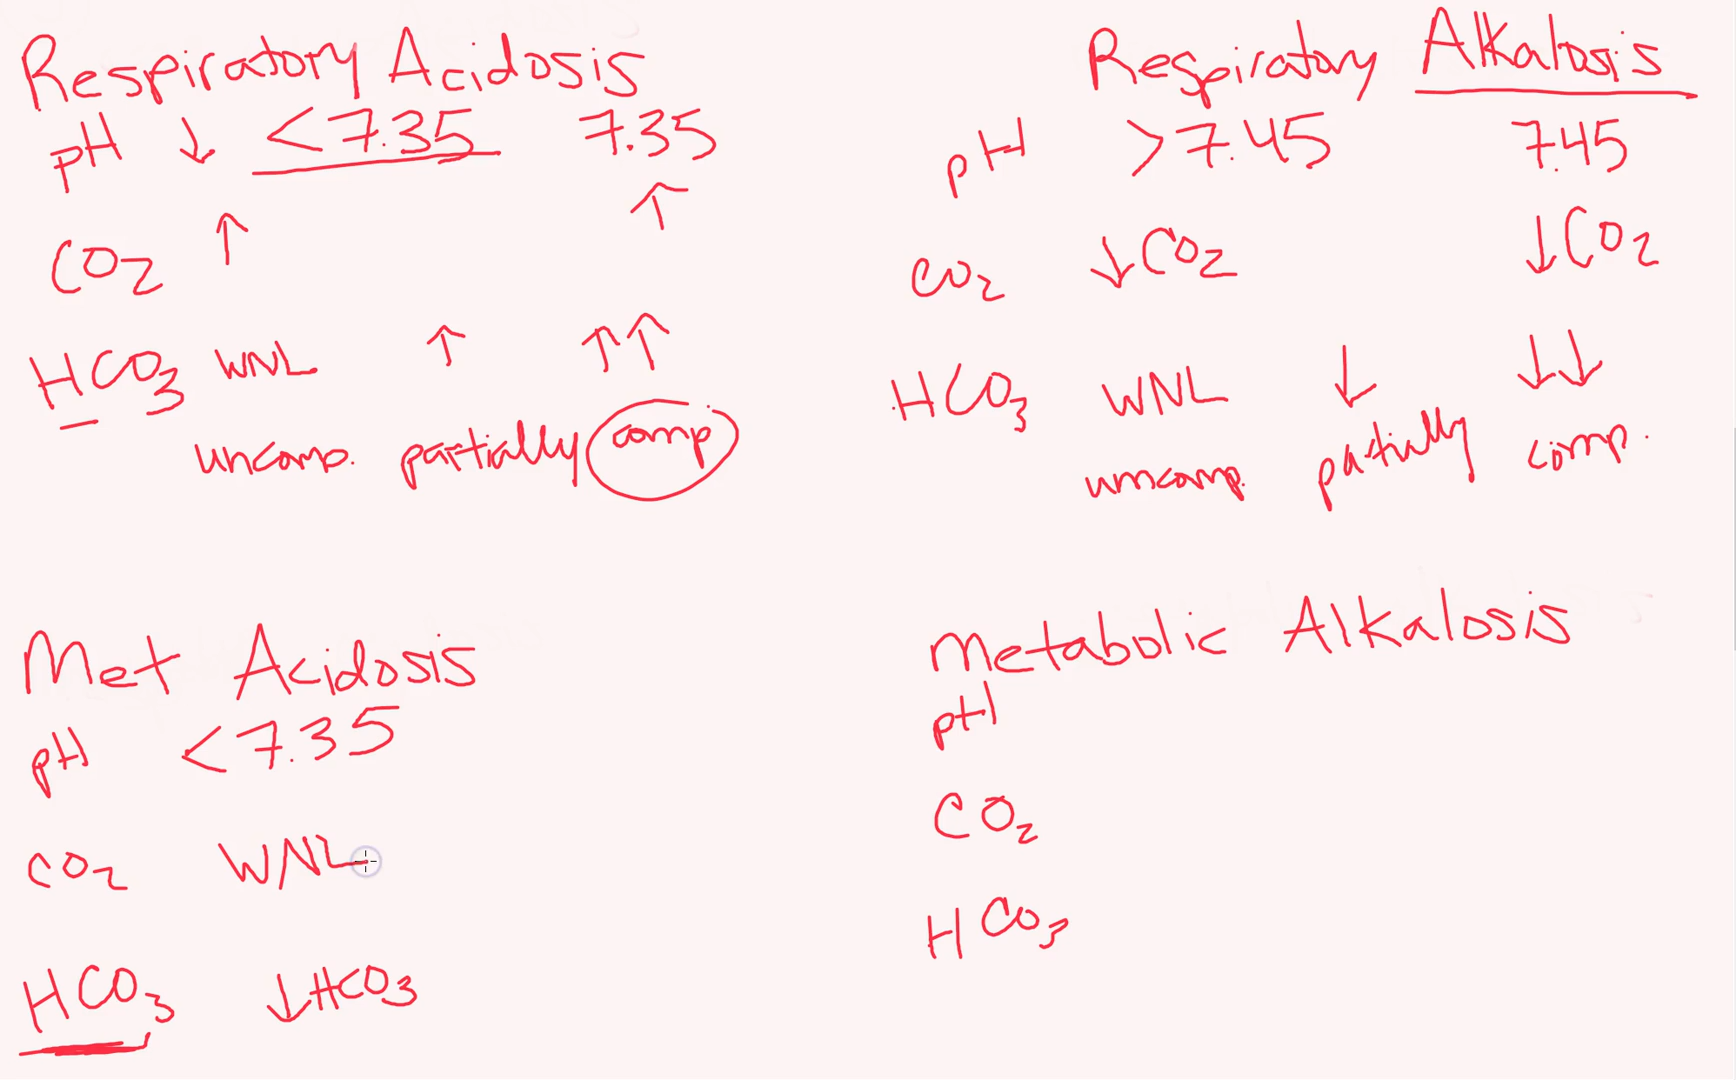 Respiratory Acidosis
pH ↓ <7.35 7.35
↑
CO2 ↑
HCO3 WNL ↑ ↑↑
uncomp. partially comp
Respiratory Alkalosis
pH >7.45 7.45
CO2 ↓CO2 ↓CO2
HCO3 WNL ↓ ↓↓
uncomp. partially comp.
Met Acidosis
pH <7.35
CO2 WNL
HCO3 ↓HCO3
Metabolic Alkalosis
pH
CO2
HCO3